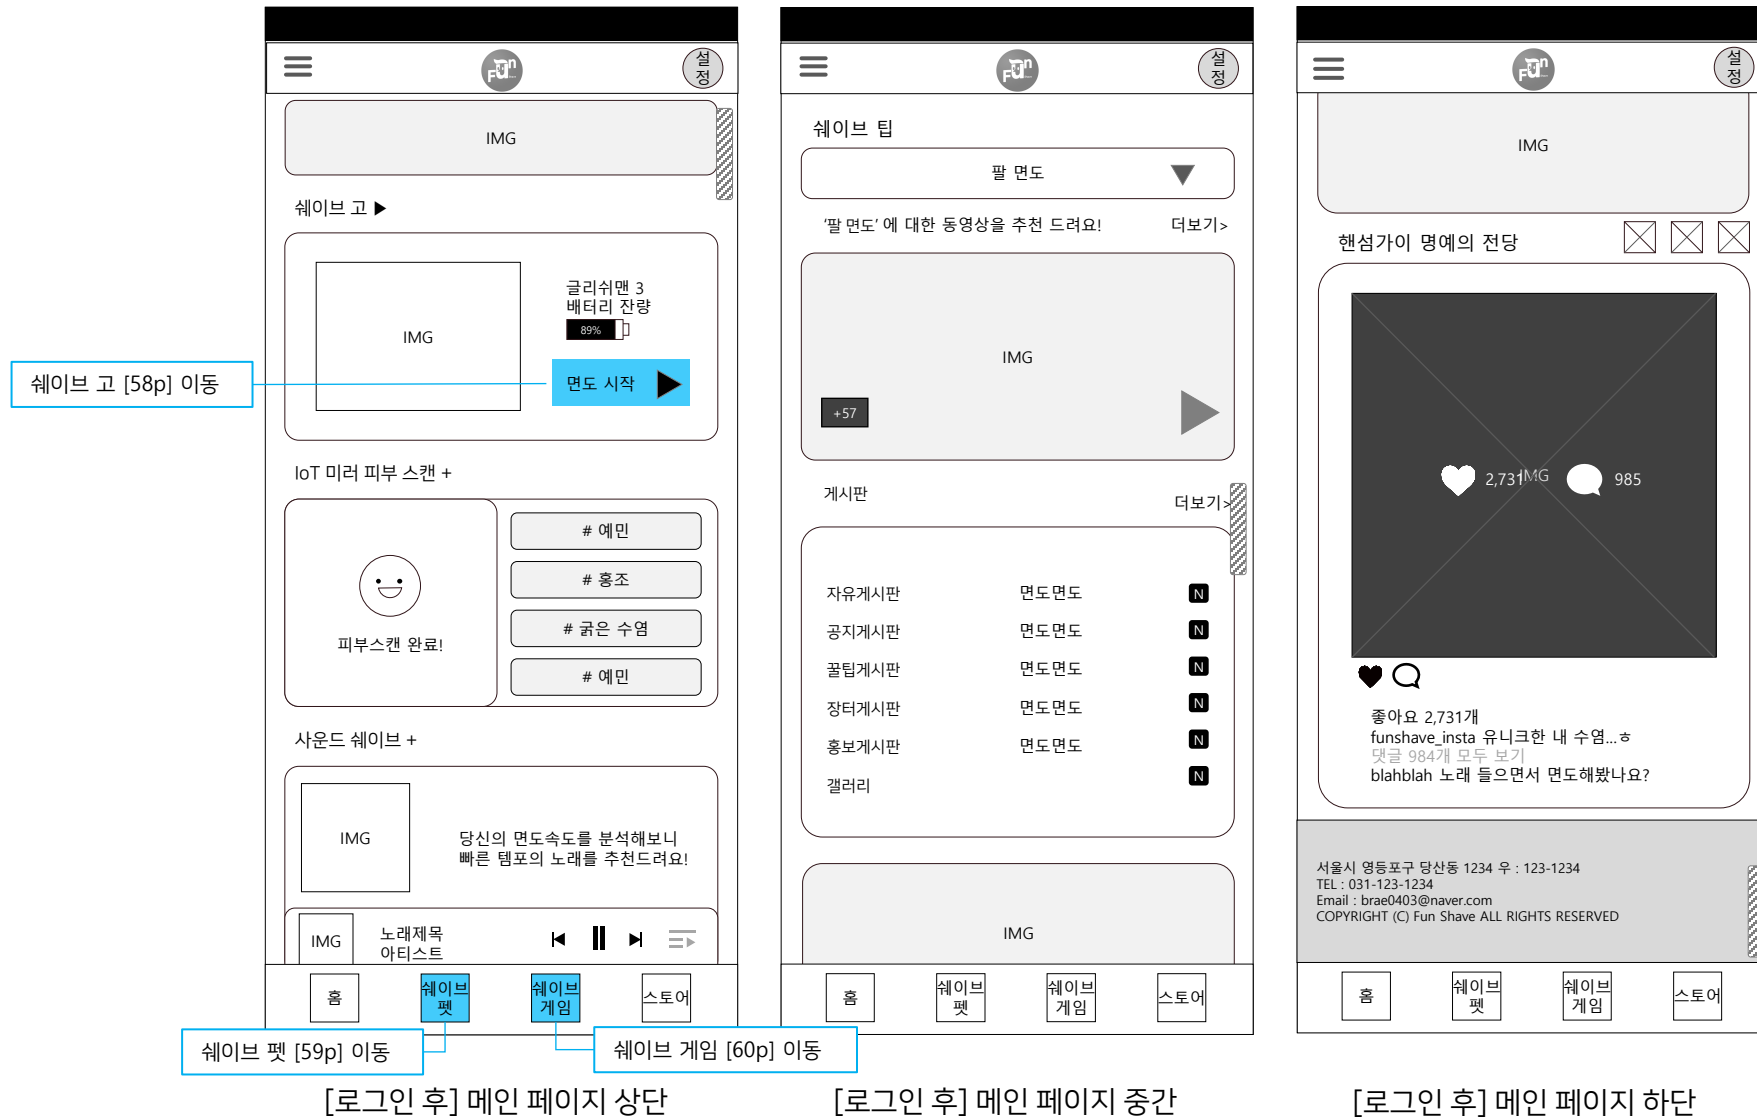 Fun
설정
IMG
쉐이브 고 ▶
IMG
글리쉬맨 3
배터리 잔량
89%
면도 시작
쉐이브 고 [58p] 이동
IoT 미러 피부 스캔 +
피부스캔 완료!
# 예민
# 홍조
# 굵은 수염
# 예민
사운드 쉐이브 +
IMG
당신의 면도속도를 분석해보니
빠른 템포의 노래를 추천드려요!
IMG
노래제목
아티스트
홈
쉐이브
펫
쉐이브
게임
스토어
쉐이브 펫 [59p] 이동
쉐이브 게임 [60p] 이동
[로그인 후] 메인 페이지 상단
Fun
설정
쉐이브 팁
팔 면도
‘팔 면도’ 에 대한 동영상을 추천 드려요!
더보기>
IMG
+57
게시판
더보기>
자유게시판 면도면도 N
공지게시판 면도면도 N
꿀팁게시판 면도면도 N
장터게시판 면도면도 N
홍보게시판 면도면도 N
갤러리 N
IMG
홈
쉐이브
펫
쉐이브
게임
스토어
[로그인 후] 메인 페이지 중간
Fun
설정
IMG
핸섬가이 명예의 전당
2,731
IMG
985
좋아요 2,731개
funshave_insta 유니크한 내 수염...ㅎ
댓글 984개 모두 보기
blahblah 노래 들으면서 면도해봤나요?
서울시 영등포구 당산동 1234 우 : 123-1234
TEL : 031-123-1234
Email : brae0403@naver.com
COPYRIGHT (C) Fun Shave ALL RIGHTS RESERVED
홈
쉐이브
펫
쉐이브
게임
스토어
[로그인 후] 메인 페이지 하단